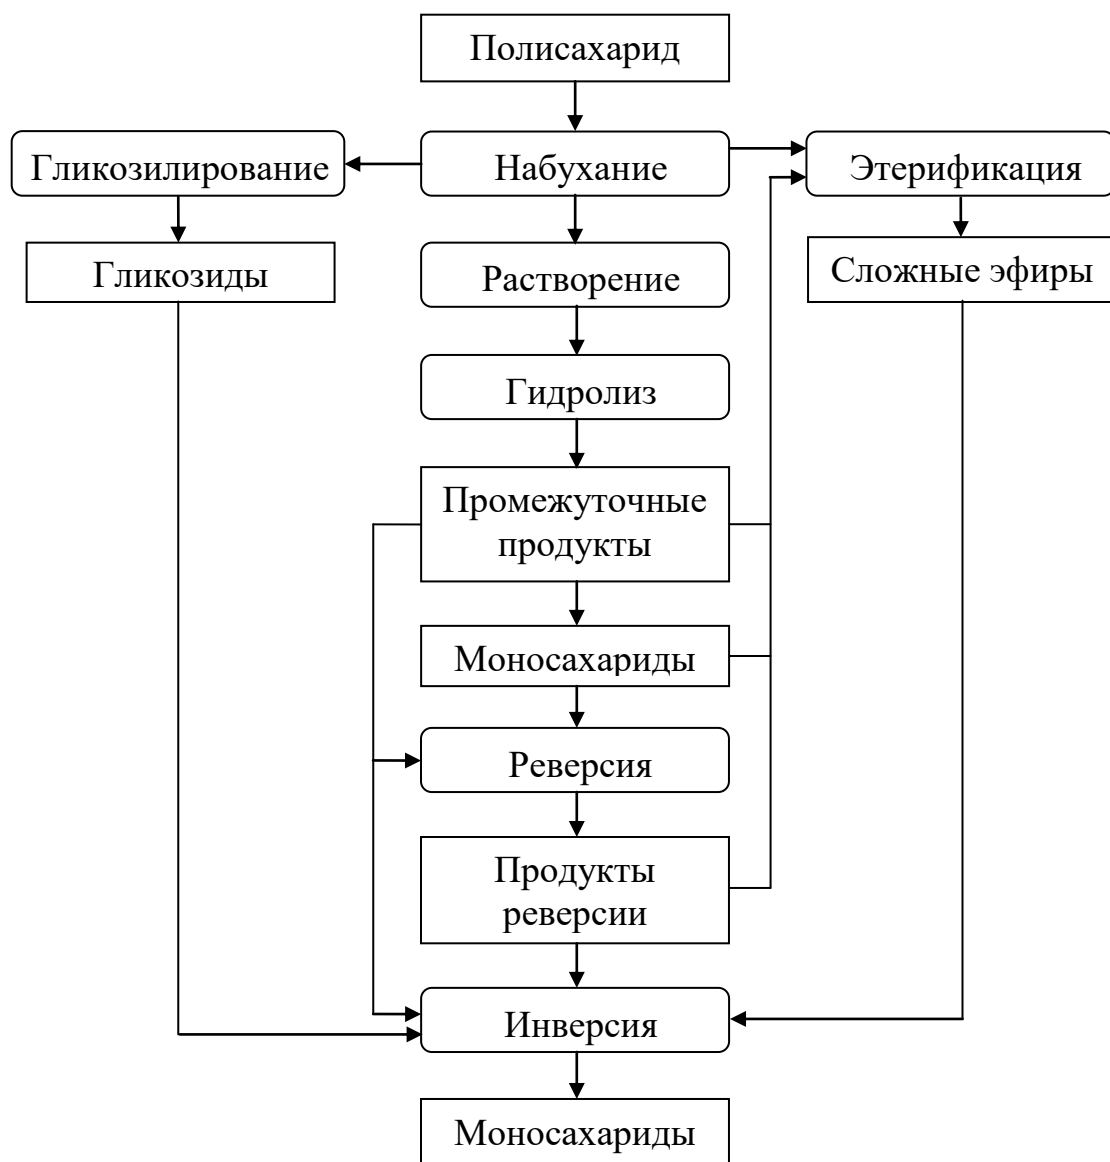 Полисахарид
Гликозилирование
Набухание
Этерификация
Гликозиды
Растворение
Сложные эфиры
Гидролиз
Промежуточные
продукты
Моносахариды
Реверсия
Продукты
реверсии
Инверсия
Моносахариды